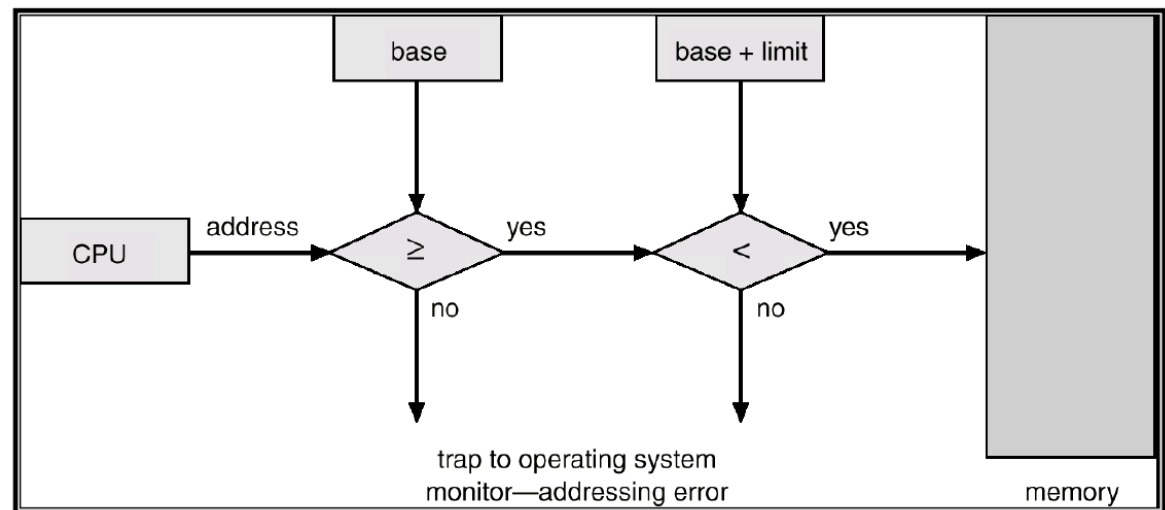 base
base + limit
address
yes
yes
CPU
≥
<
no
no
trap to operating system
monitor—addressing error
memory